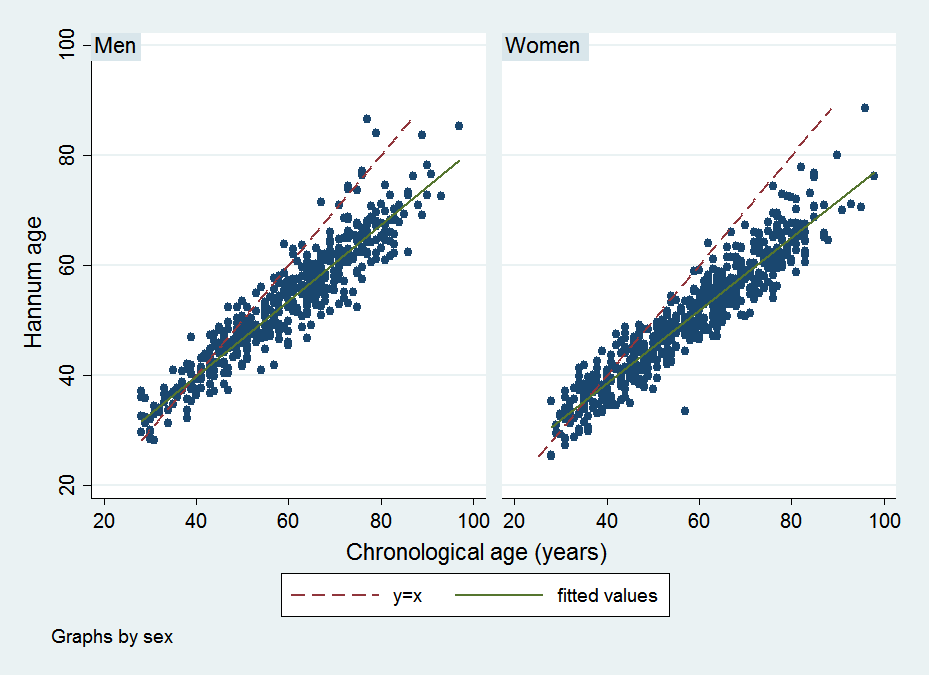 Men
Women
Hannum age
100
80
60
40
20
20 40 60 80 100
20 40 60 80 100
Chronological age (years)
y=x
fitted values
Graphs by sex